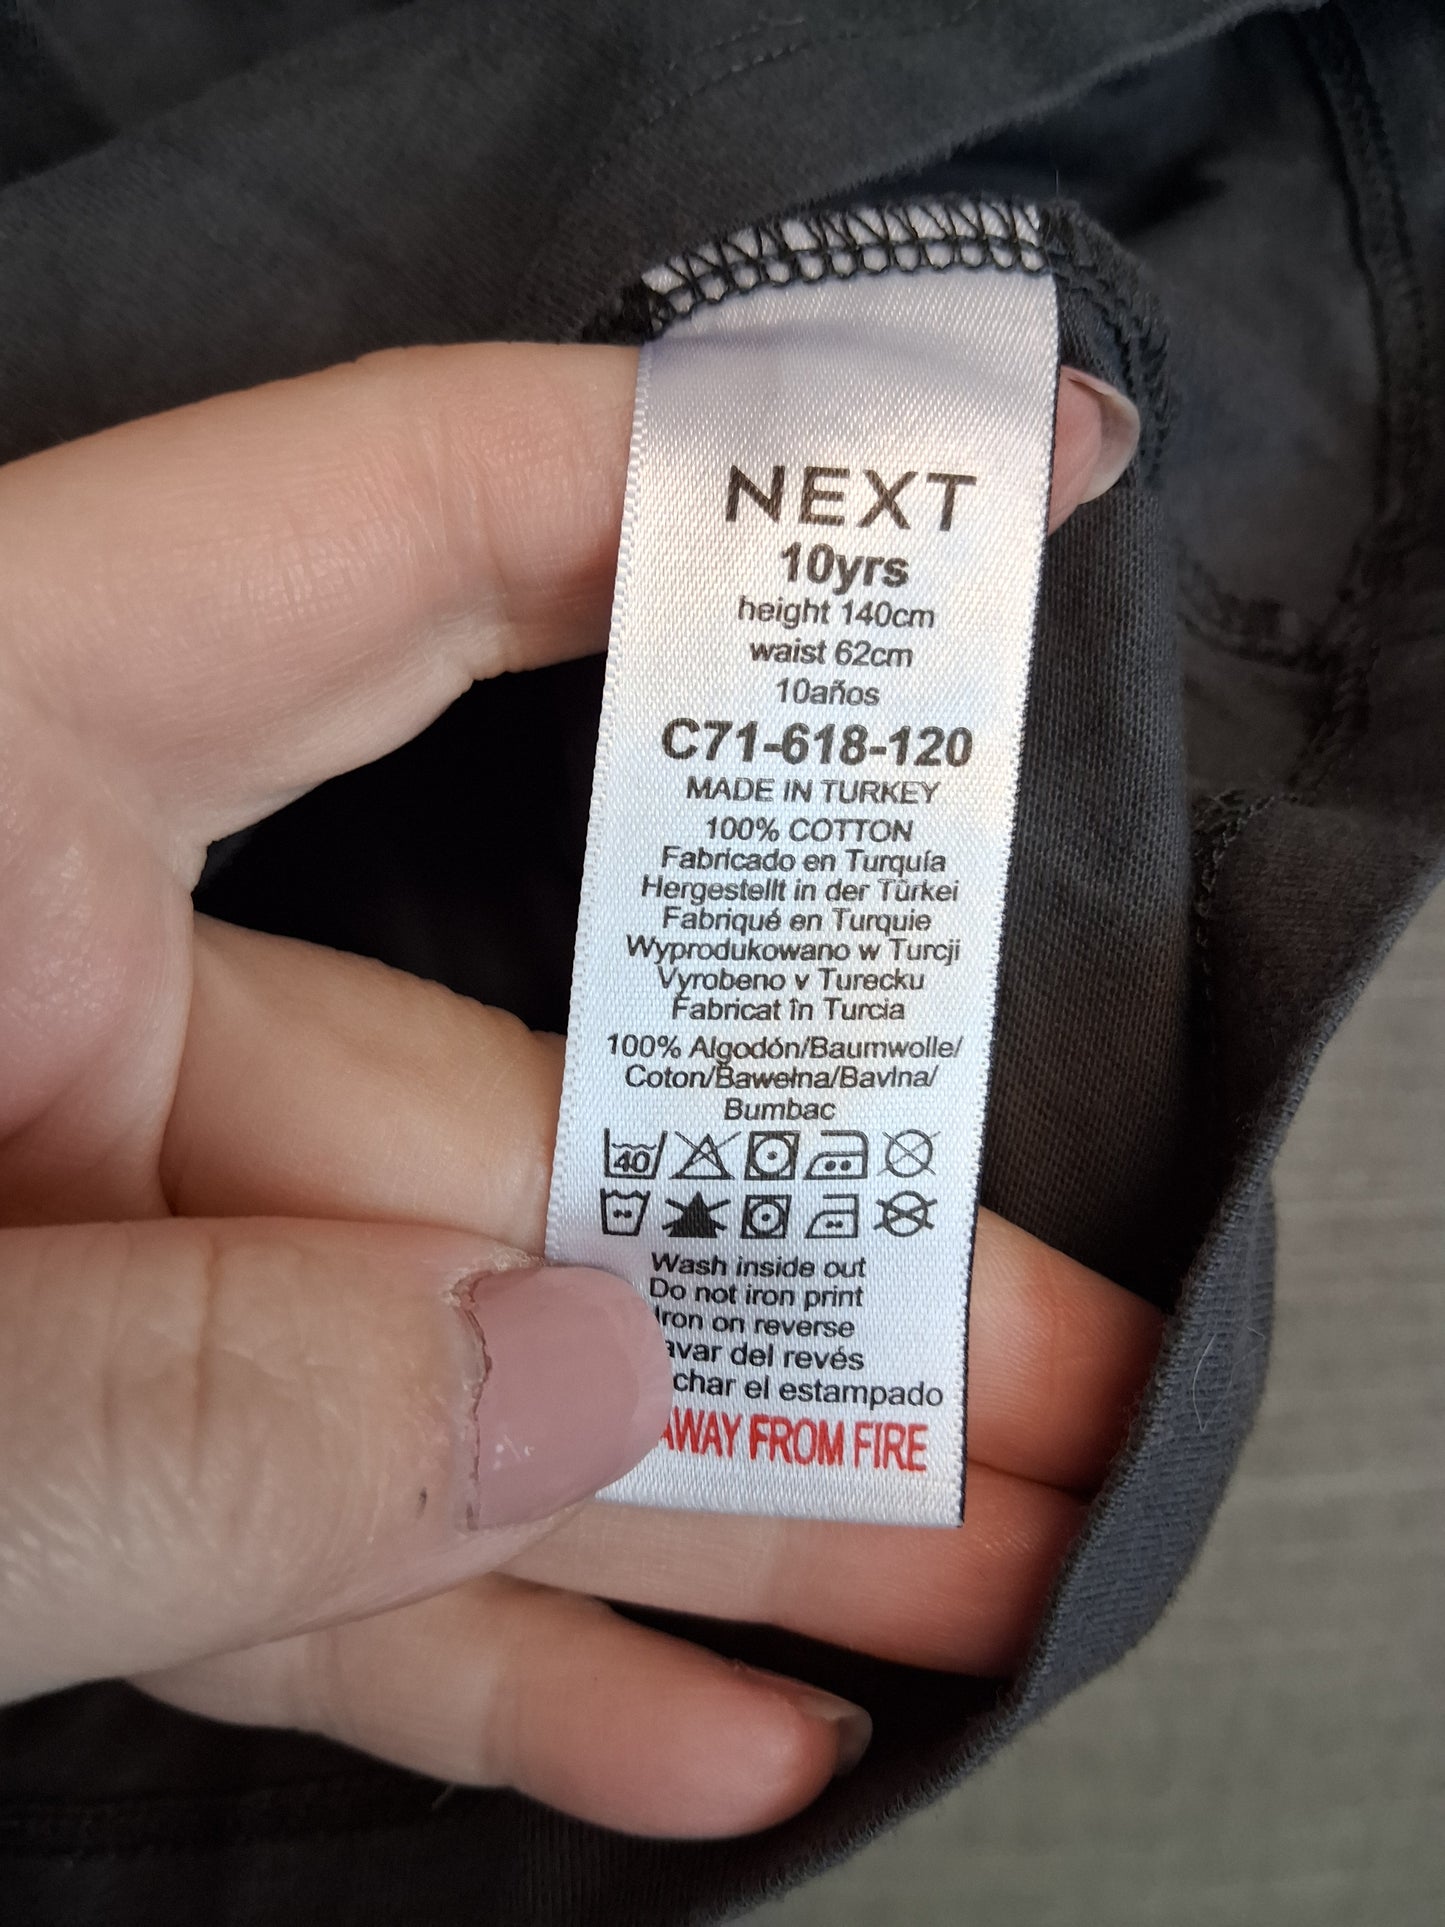 NEXT
10yrs
height 140cm
waist 62cm
10años
C71-618-120
MADE IN TURKEY
100% COTTON
Fabricado en Turquía
Hergestellt in der Türkei
Fabriqué en Turquie
Wyprodukowano w Turcji
Vyrobeno v Turecku
Fabricat în Turcia
100% Algodón/Baumwolle/
Coton/Bawełna/Bavlna/
Bumbac
40
Wash inside out
Do not iron print
Iron on reverse
avar del revés
char el estampado
AWAY FROM FIRE